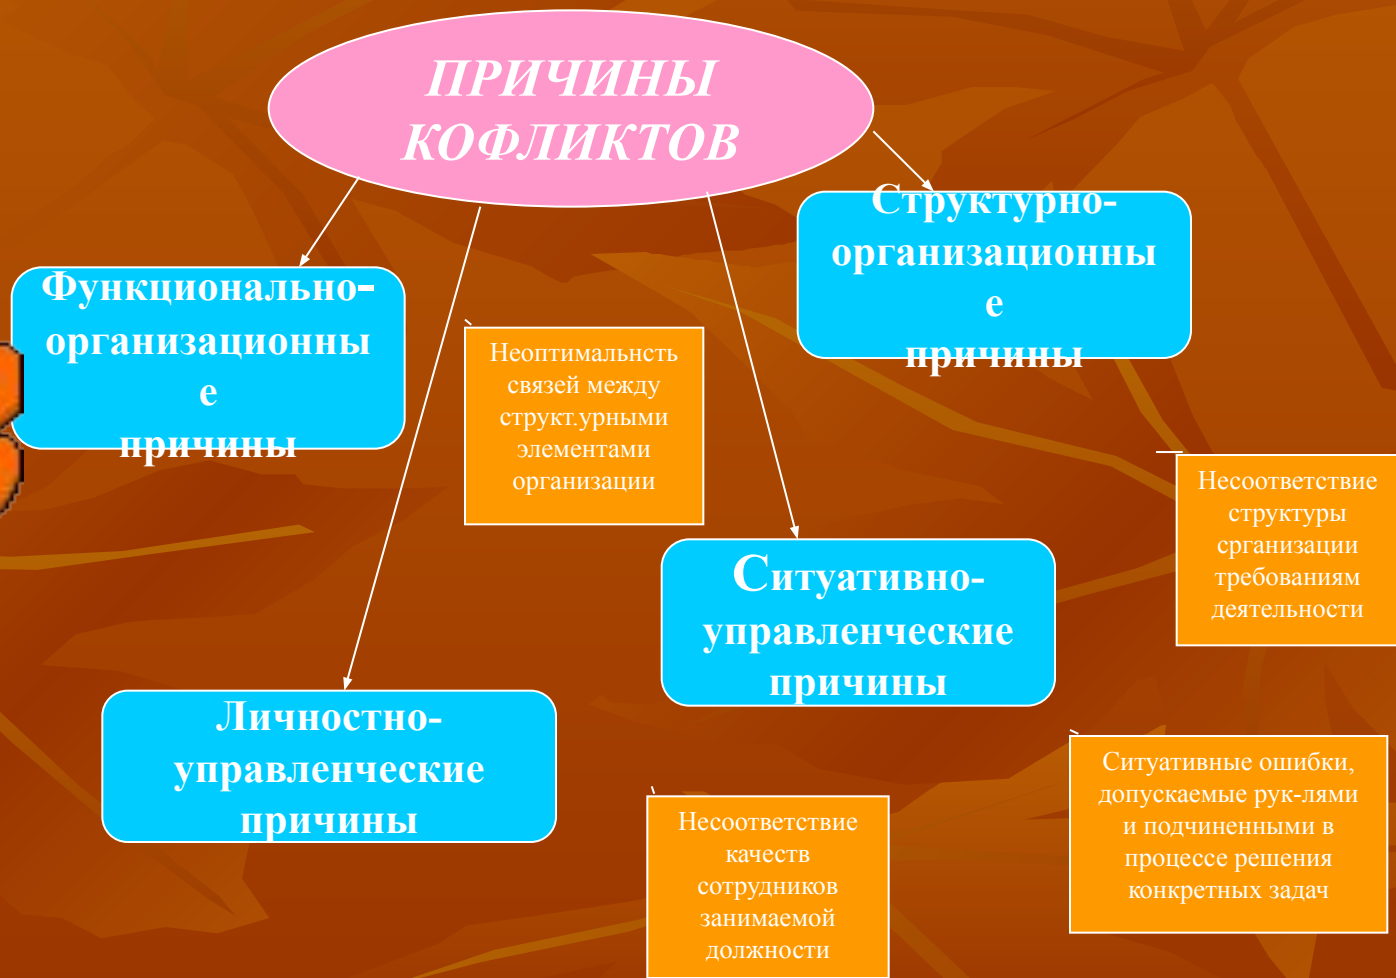 ПРИЧИНЫ
КОФЛИКТОВ
Структурно-
организационны
е
причины
Функционально-
организационны
е
причины
Неоптимальнсть
связей между
структ.урными
элементами
организации
Несоответствие
структуры
срганизации
требованиям
деятельности
Ситуативно-
управленческие
причины
Личностно-
управленческие
причины
Ситуативные ошибки,
допускаемые рук-лями
и подчиненными в
процессе решения
конкретных задач
Несоответствие
качеств
сотрудников
занимаемой
должности